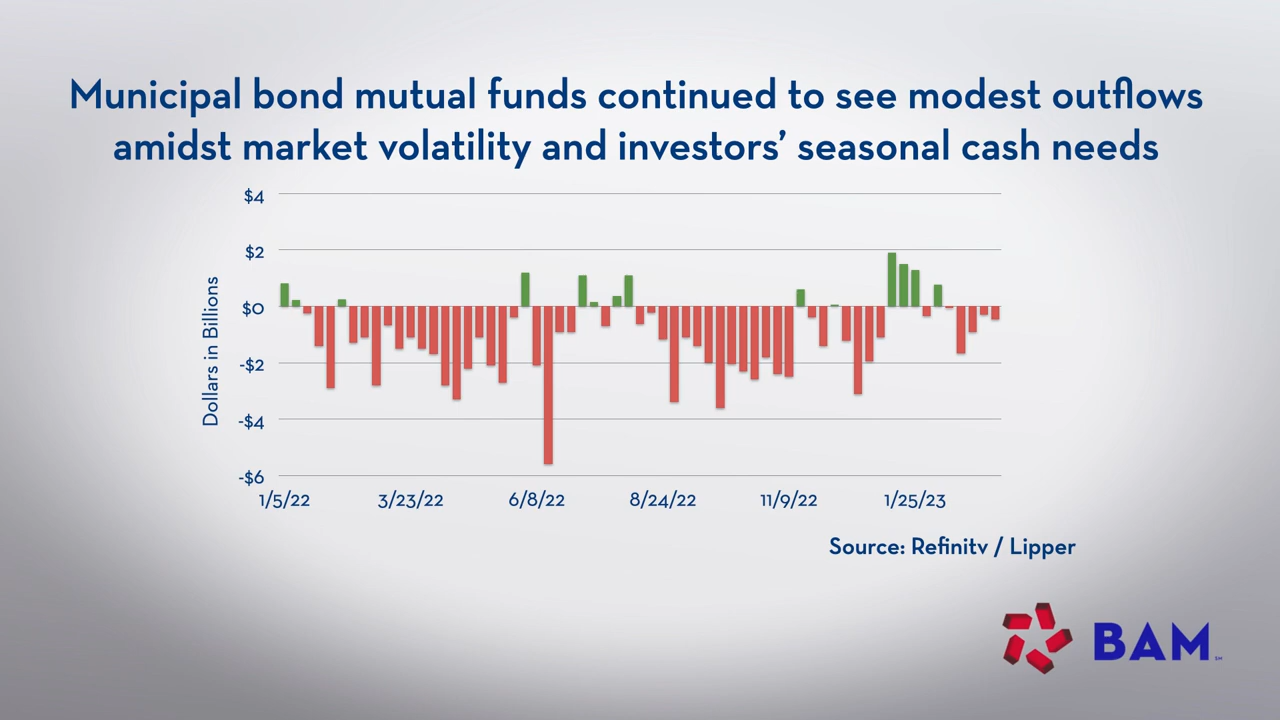 Municipal bond mutual funds continued to see modest outflows
amidst market volatility and investors’ seasonal cash needs
$4
$2
$0
-$2
-$4
-$6
Dollars in Billions
1/5/22 3/23/22 6/8/22 8/24/22 11/9/22 1/25/23
Source: Refinitv / Lipper
BAM
SM